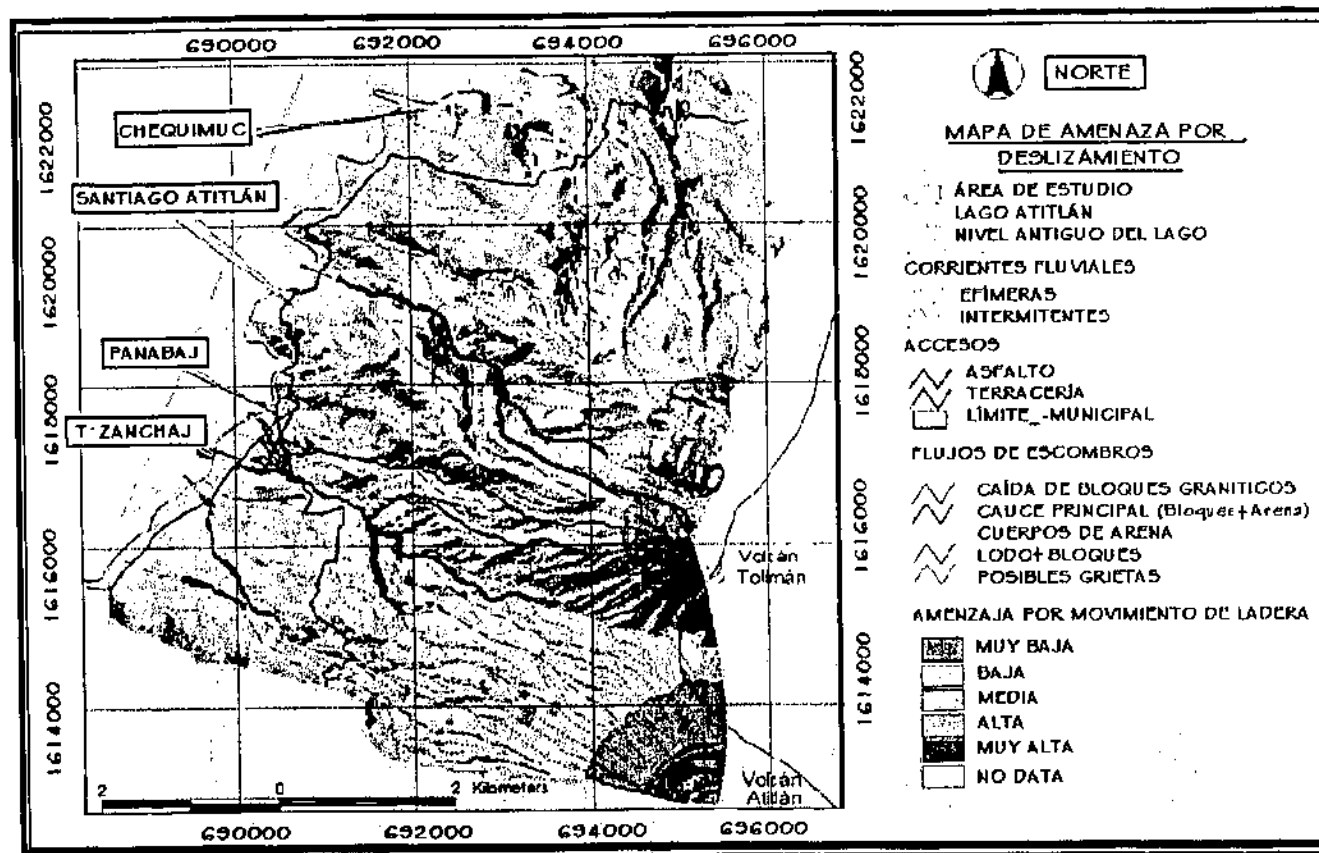 690000 692000 694000 696000
1622000
1620000
1618000
1616000
1614000
CHEQUIMUC
SANTIAGO ATITLÁN
PANABAJ
TZANCHAJ
Volcán
Tolimán
Volcán
Atitlán
2 0 2 Kilometers
690000 692000 694000 696000
1622000
1620000
1618000
1616000
1614000
NORTE
MAPA DE AMENAZA POR
DESLIZAMIENTO
ÁREA DE ESTUDIO
LAGO ATITLÁN
NIVEL ANTIGUO DEL LAGO
CORRIENTES FLUVIALES
EFÍMERAS
INTERMITENTES
ACCESOS
ASFALTO
TERRACERÍA
LÍMITE_-MUNICIPAL
FLUJOS DE ESCOMBROS
CAÍDA DE BLOQUES GRANITICOS
CAUCE PRINCIPAL (Bloques+Arena)
CUERPOS DE ARENA
LODO+BLOQUES
POSIBLES GRIETAS
AMENZAJA POR MOVIMIENTO DE LADERA
MUY BAJA
BAJA
MEDIA
ALTA
MUY ALTA
NO DATA